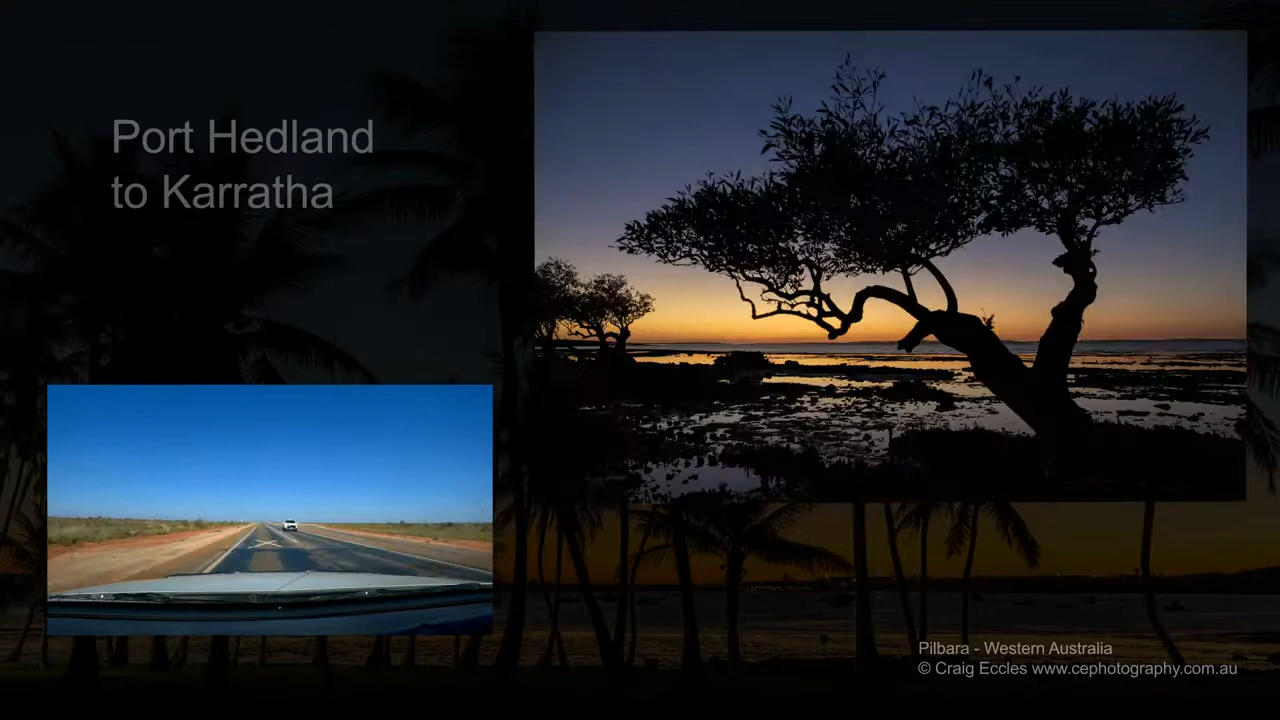 Port Hedland
to Karratha
Pilbara - Western Australia
© Craig Eccles www.cephotography.com.au